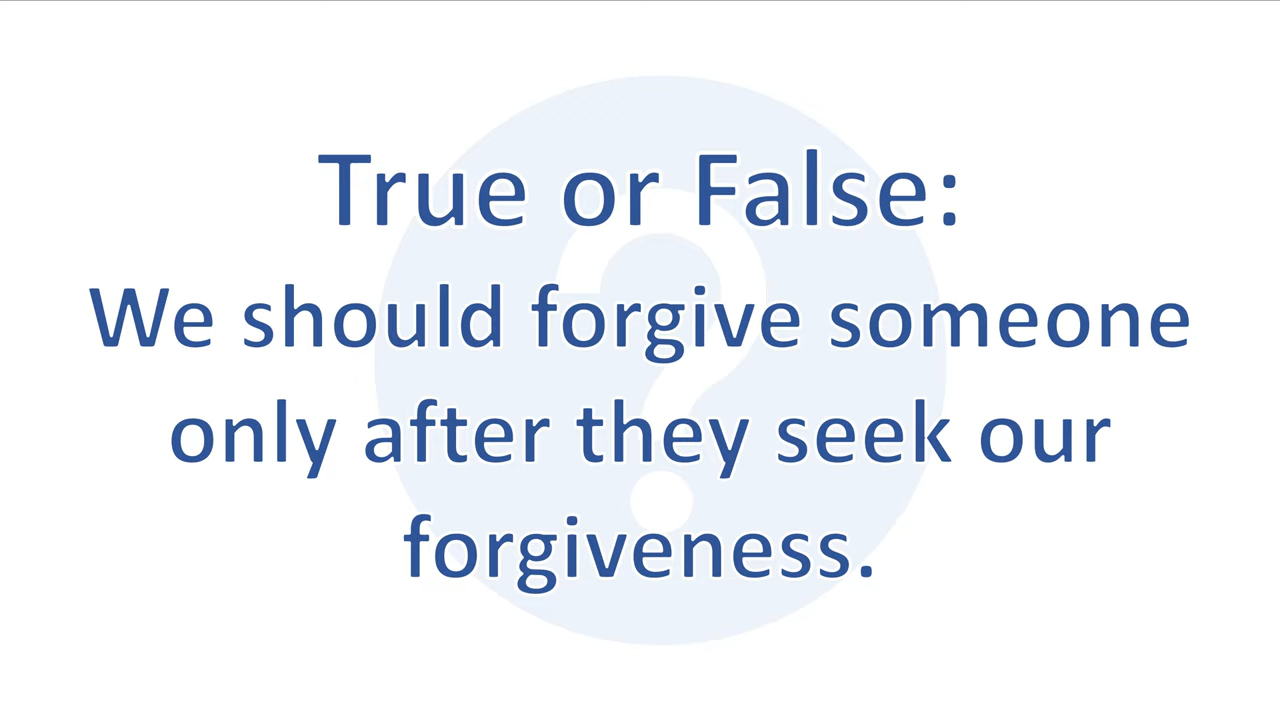 True or False:
We should forgive someone
only after they seek our
forgiveness.